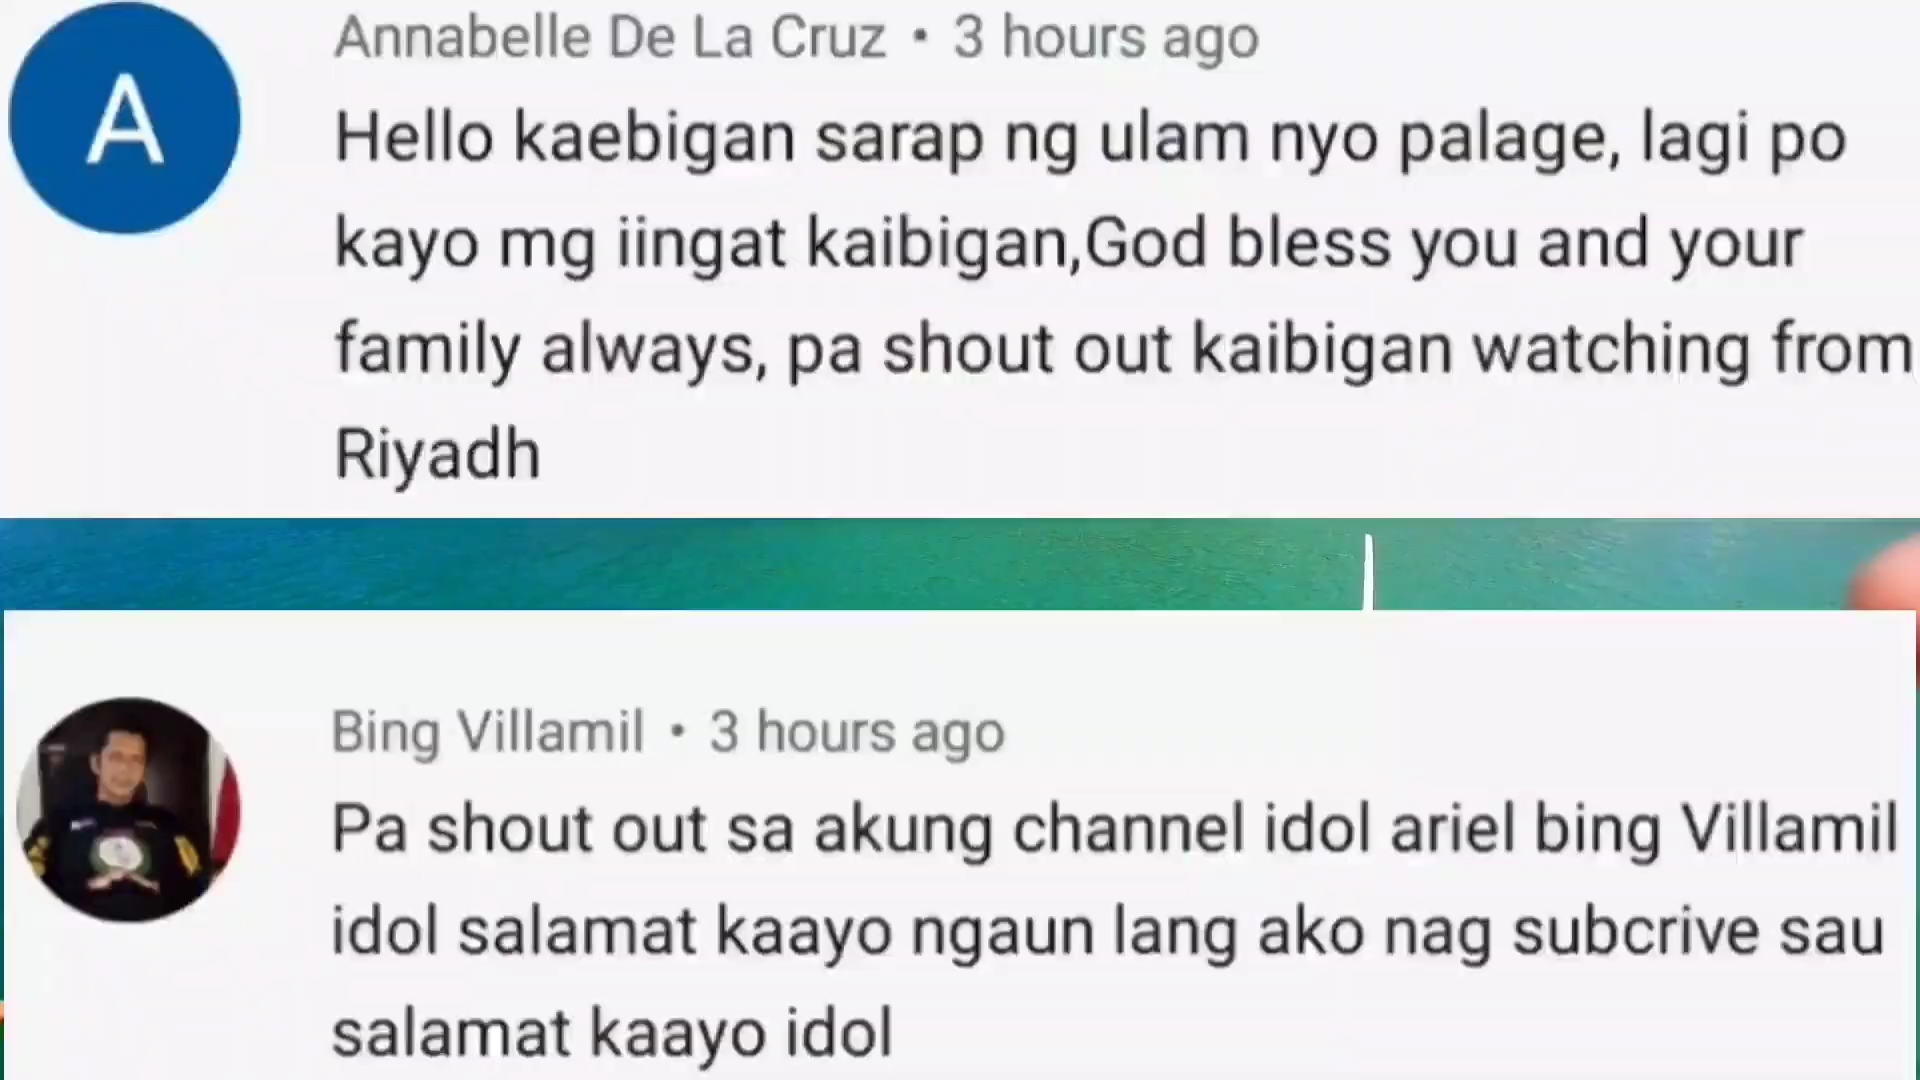 A
Annabelle De La Cruz • 3 hours ago
Hello kaebigan sarap ng ulam nyo palage, lagi po
kayo mg iingat kaibigan,God bless you and your
family always, pa shout out kaibigan watching from
Riyadh
Bing Villamil • 3 hours ago
Pa shout out sa akung channel idol ariel bing Villamil
idol salamat kaayo ngaun lang ako nag subcrive sau
salamat kaayo idol